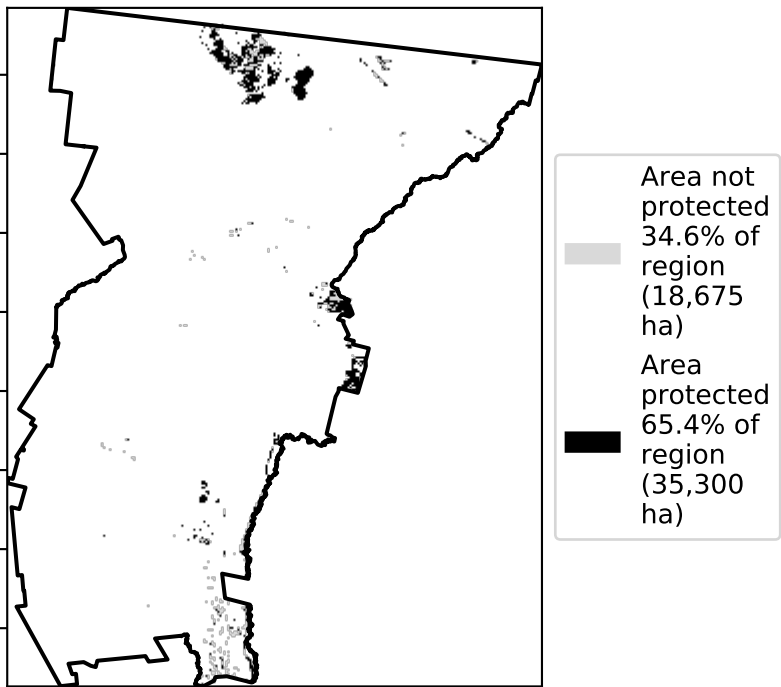 Area not
protected
34.6% of
region
(18,675
ha)
Area
protected
65.4% of
region
(35,300
ha)